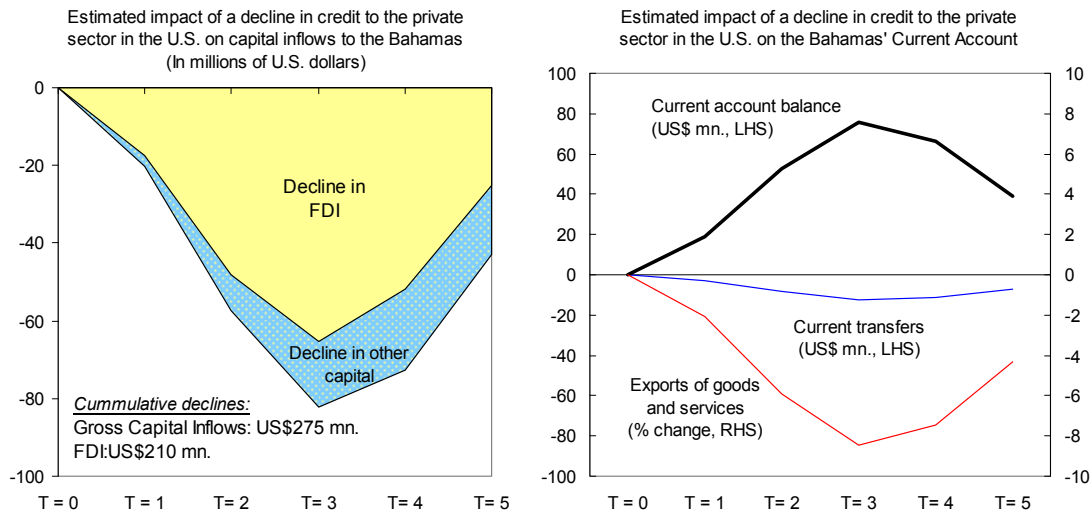 Estimated impact of a decline in credit to the private
sector in the U.S. on capital inflows to the Bahamas
(In millions of U.S. dollars)
0
-20
-40
-60
-80
-100
Decline in
FDI
Decline in other
capital
Cummulative declines:
Gross Capital Inflows: US$275 mn.
FDI:US$210 mn.
T = 0
T = 1
T = 2
T = 3
T = 4
T= 5
Estimated impact of a decline in credit to the private
sector in the U.S. on the Bahamas' Current Account
100
80
60
40
20
0
-20
-40
-60
-80
-100
Current account balance
(US$ mn., LHS)
Current transfers
(US$ mn., LHS)
Exports of goods
and services
(% change, RHS)
10
8
6
4
2
0
-2
-4
-6
-8
-10
T = 0
T = 1
T = 2
T = 3
T = 4
T= 5